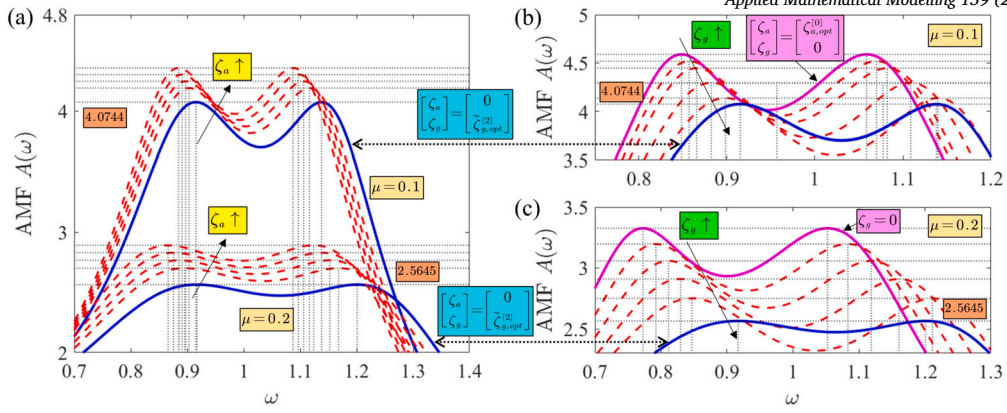 Applied Mathematical Modelling 139 (2
(a)
4.8
4
3
2
AMF A(ω)
ζa ↑
4.0744
[ζa ζg] = [0 ζ̃g,opt^[2]]
μ=0.1
ζa ↑
2.5645
μ=0.2
[ζa ζg] = [0 ζ̃g,opt^[2]]
0.7 0.8 0.9 1 1.1 1.2 1.3 1.4
ω
(b)
5
4.5
4
3.5
AMF A(ω)
ζg ↑
[ζa ζg] = [ζa,opt^[0] 0]
μ=0.1
4.0744
0.8 0.9 1 1.1 1.2
(c)
3.5
3
2.5
AMF A(ω)
ζg ↑
ζg=0
μ=0.2
2.5645
0.7 0.8 0.9 1 1.1 1.2 1.3
ω